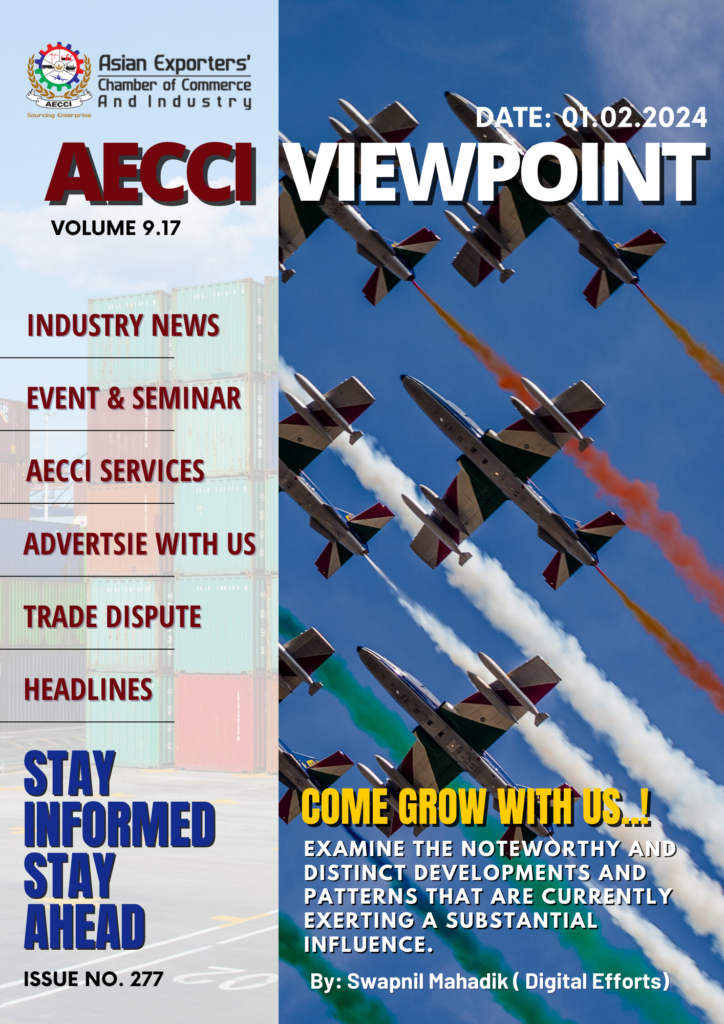 Asian Exporters'
Chamber of Commerce
And Industry
AECCI
Sourcing Enterprise
DATE: 01.02.2024
AECCI VIEWPOINT
VOLUME 9.17
INDUSTRY NEWS
EVENT & SEMINAR
AECCI SERVICES
ADVERTSIE WITH US
TRADE DISPUTE
HEADLINES
STAY
INFORMED
STAY
AHEAD
ISSUE NO. 277
COME GROW WITH US..!
EXAMINE THE NOTEWORTHY AND
DISTINCT DEVELOPMENTS AND
PATTERNS THAT ARE CURRENTLY
EXERTING A SUBSTANTIAL
INFLUENCE.
By: Swapnil Mahadik ( Digital Efforts)